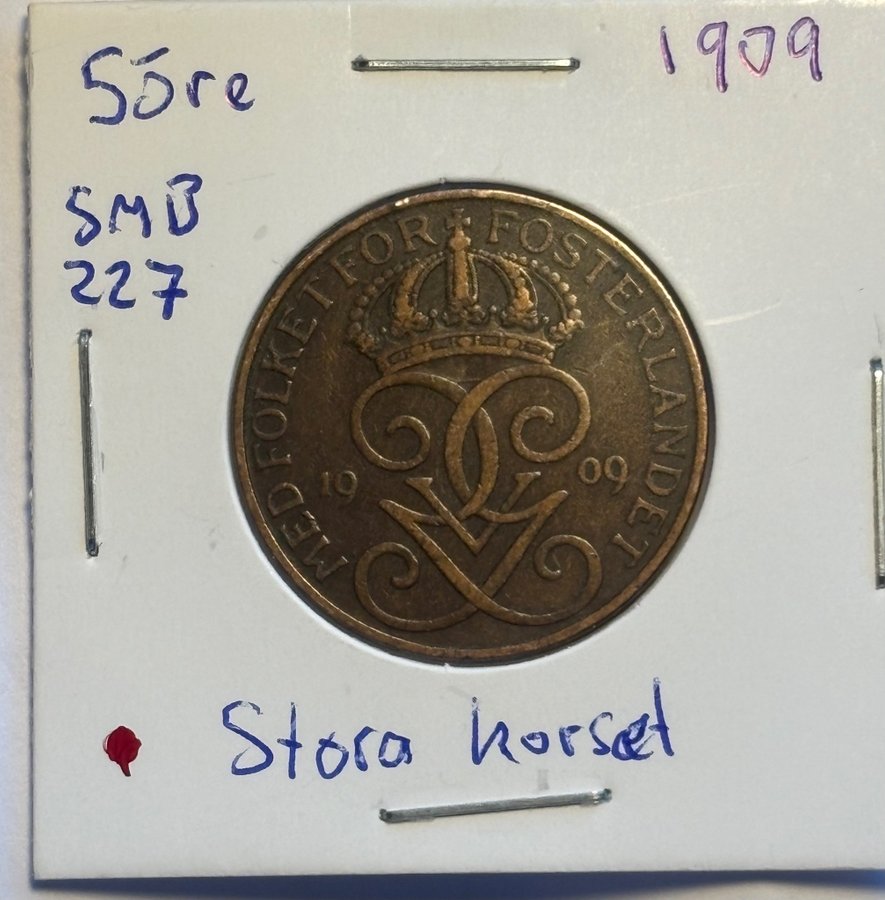 5öre
1909
SMB
227
MED FOLKET FÖR FOSTERLANDET
19 09
Stora korset